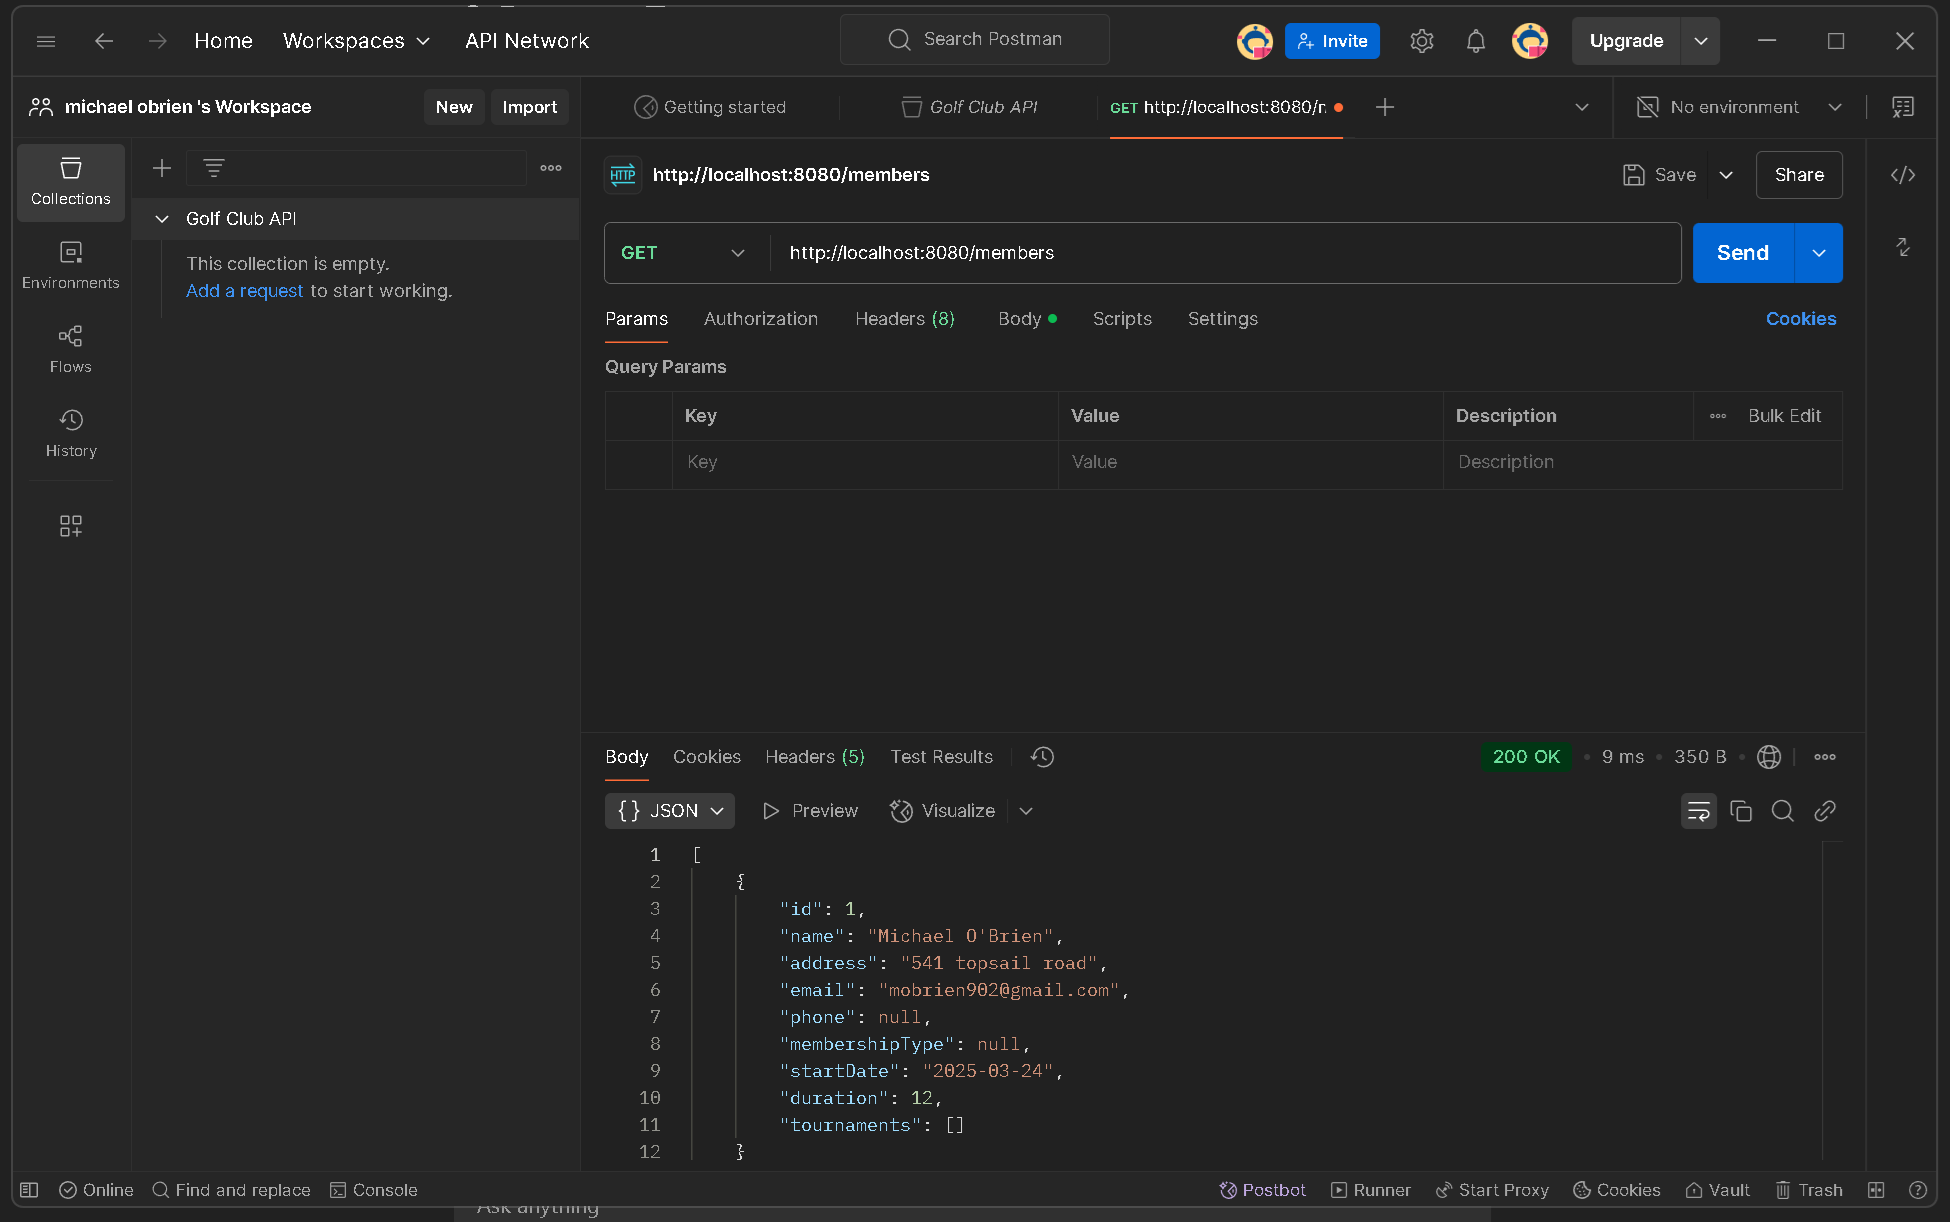 Home Workspaces API Network Search Postman Invite Upgrade
michael obrien 's Workspace New Import Getting started Golf Club API GET http://localhost:8080/n No environment
Collections
Environments
Flows
History
Golf Club API
This collection is empty.
Add a request to start working.
HTTP http://localhost:8080/members Save Share
GET http://localhost:8080/members Send
Params Authorization Headers (8) Body Scripts Settings Cookies
Query Params
Key Value Description Bulk Edit
Key Value Description
Body Cookies Headers (5) Test Results 200 OK 9 ms 350 B
{} JSON Preview Visualize
1 [
2 {
3 "id": 1,
4 "name": "Michael O'Brien",
5 "address": "541 topsail road",
6 "email": "mobrien902@gmail.com",
7 "phone": null,
8 "membershipType": null,
9 "startDate": "2025-03-24",
10 "duration": 12,
11 "tournaments": []
12 }
Online Find and replace Console Postbot Runner Start Proxy Cookies Vault Trash
Ask anything